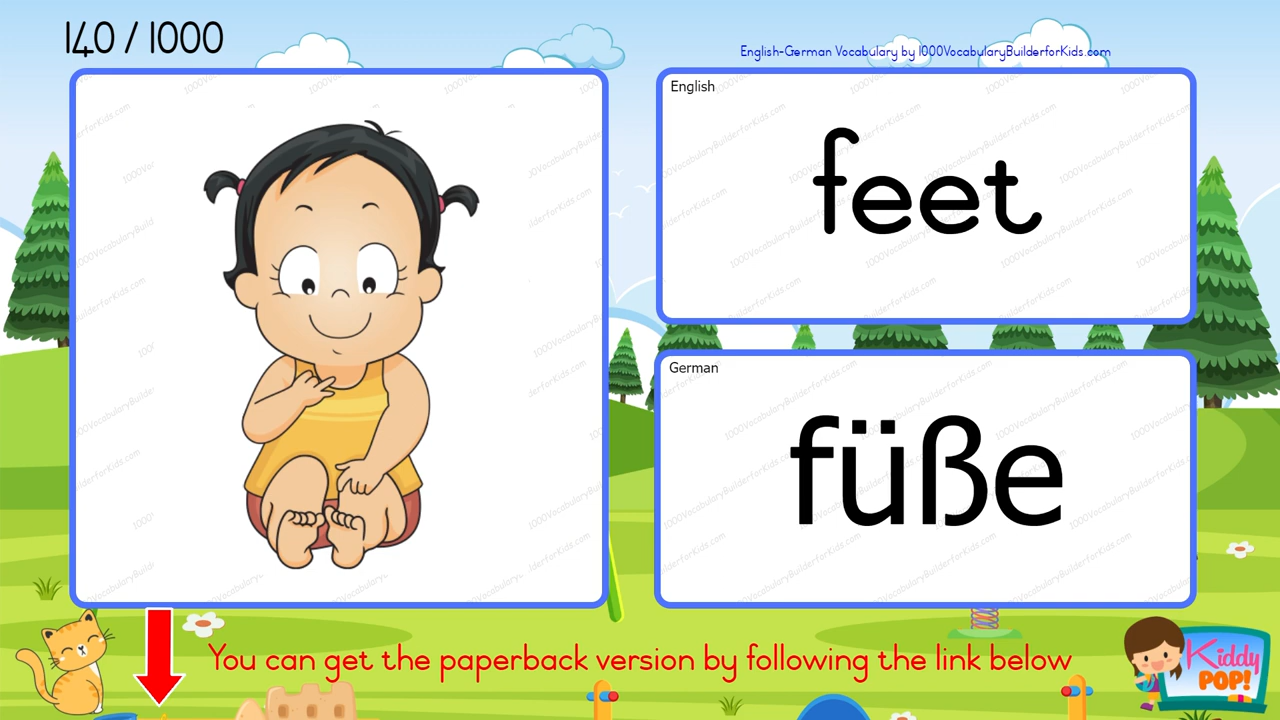 140 / 1000
English-German Vocabulary by 1000VocabularyBuilderforKids.com
English
feet
German
füße
You can get the paperback version by following the link below
Kiddy
POP!